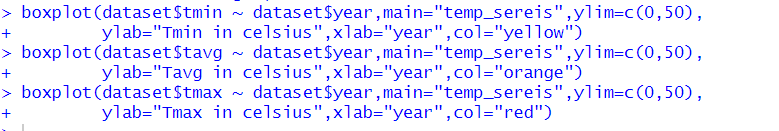 > boxplot(dataset$tmin ~ dataset$year,main="temp_sereis",ylim=c(0,50),
+         ylab="Tmin in celsius",xlab="year",col="yellow")
> boxplot(dataset$tavg ~ dataset$year,main="temp_sereis",ylim=c(0,50),
+         ylab="Tavg in celsius",xlab="year",col="orange")
> boxplot(dataset$tmax ~ dataset$year,main="temp_sereis",ylim=c(0,50),
+         ylab="Tmax in celsius",xlab="year",col="red")
>